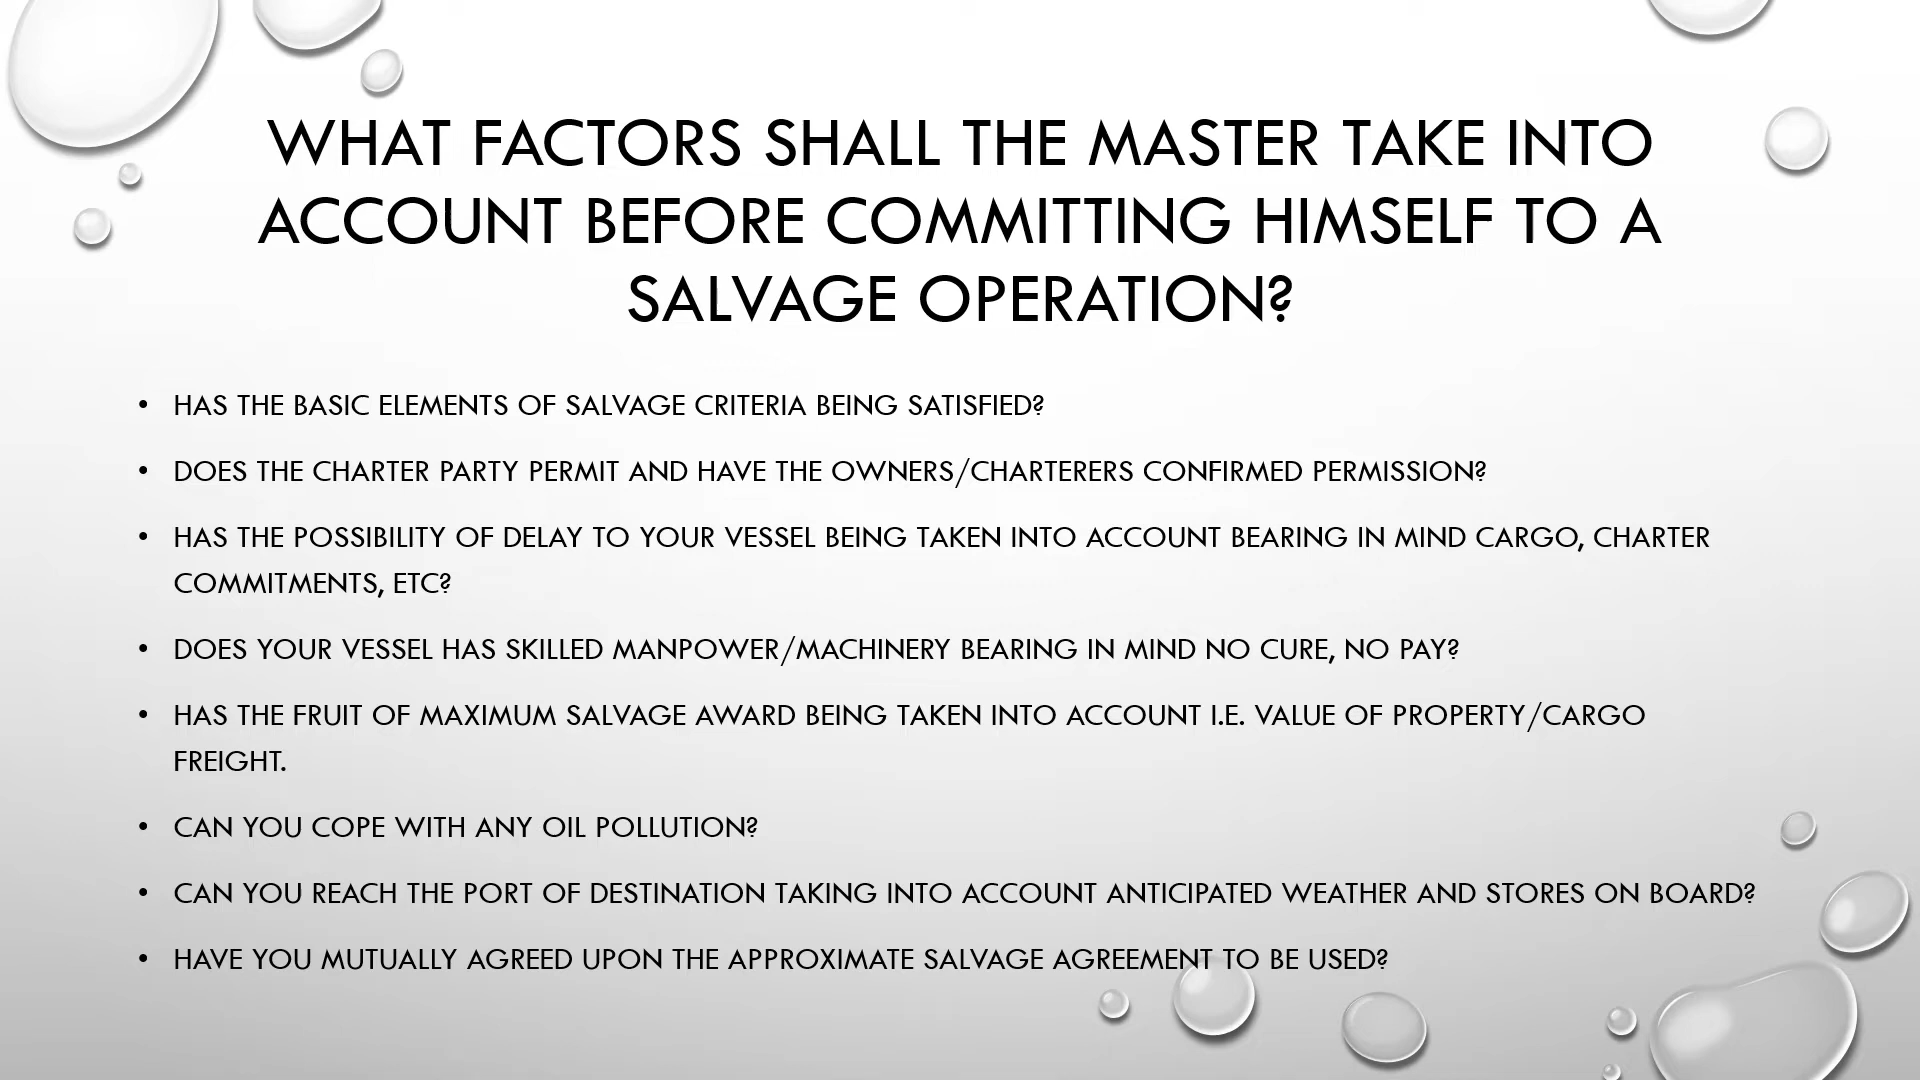 WHAT FACTORS SHALL THE MASTER TAKE INTO
ACCOUNT BEFORE COMMITTING HIMSELF TO A
SALVAGE OPERATION?
• HAS THE BASIC ELEMENTS OF SALVAGE CRITERIA BEING SATISFIED?
• DOES THE CHARTER PARTY PERMIT AND HAVE THE OWNERS/CHARTERERS CONFIRMED PERMISSION?
• HAS THE POSSIBILITY OF DELAY TO YOUR VESSEL BEING TAKEN INTO ACCOUNT BEARING IN MIND CARGO, CHARTER
COMMITMENTS, ETC?
• DOES YOUR VESSEL HAS SKILLED MANPOWER/MACHINERY BEARING IN MIND NO CURE, NO PAY?
• HAS THE FRUIT OF MAXIMUM SALVAGE AWARD BEING TAKEN INTO ACCOUNT I.E. VALUE OF PROPERTY/CARGO
FREIGHT.
• CAN YOU COPE WITH ANY OIL POLLUTION?
• CAN YOU REACH THE PORT OF DESTINATION TAKING INTO ACCOUNT ANTICIPATED WEATHER AND STORES ON BOARD?
• HAVE YOU MUTUALLY AGREED UPON THE APPROXIMATE SALVAGE AGREEMENT TO BE USED?